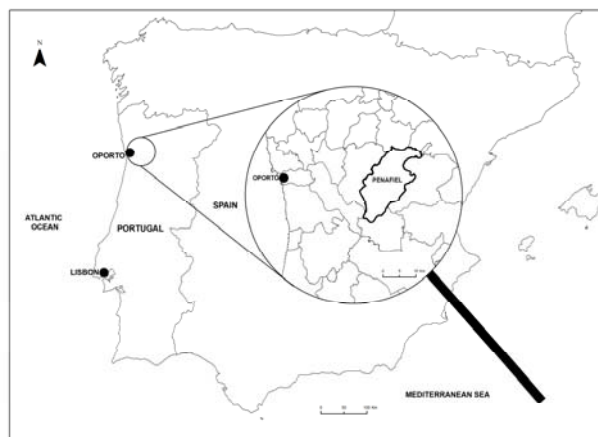 N
OPORTO
OPORTO
PENAFIEL
SPAIN
ATLANTIC
OCEAN
PORTUGAL
LISBON
MEDITERRANEAN SEA